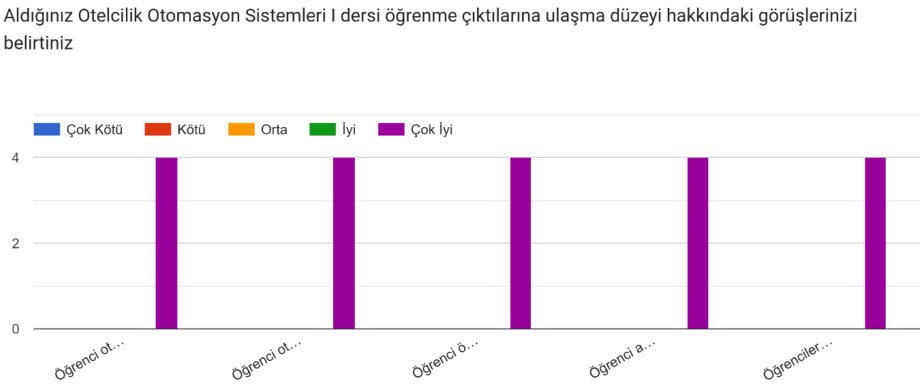 Aldığınız Otelcilik Otomasyon Sistemleri I dersi öğrenme çıktılarına ulaşma düzeyi hakkındaki görüşlerinizi
belirtiniz
Çok Kötü Kötü Orta İyi Çok İyi
4
2
0
Öğrenci ot… Öğrenci ot… Öğrenci ö… Öğrenci a… Öğrenciler…